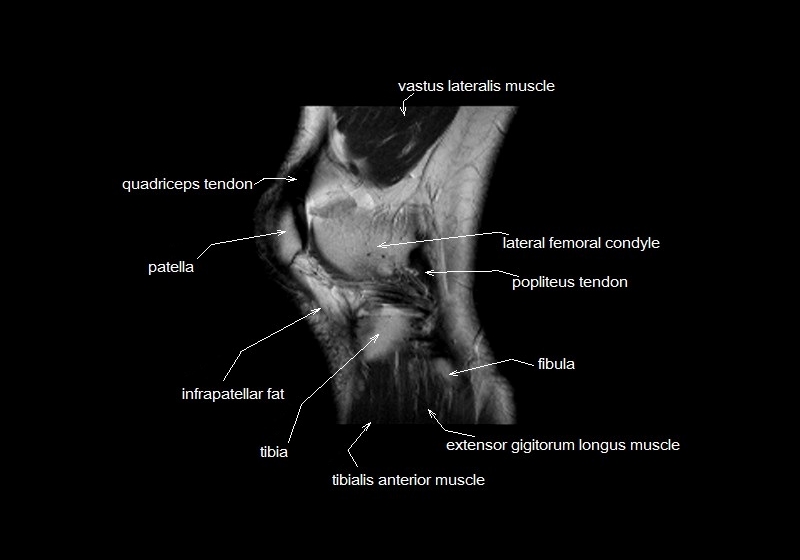 vastus lateralis muscle
quadriceps tendon
lateral femoral condyle
patella
popliteus tendon
fibula
infrapatellar fat
extensor gigitorum longus muscle
tibia
tibialis anterior muscle